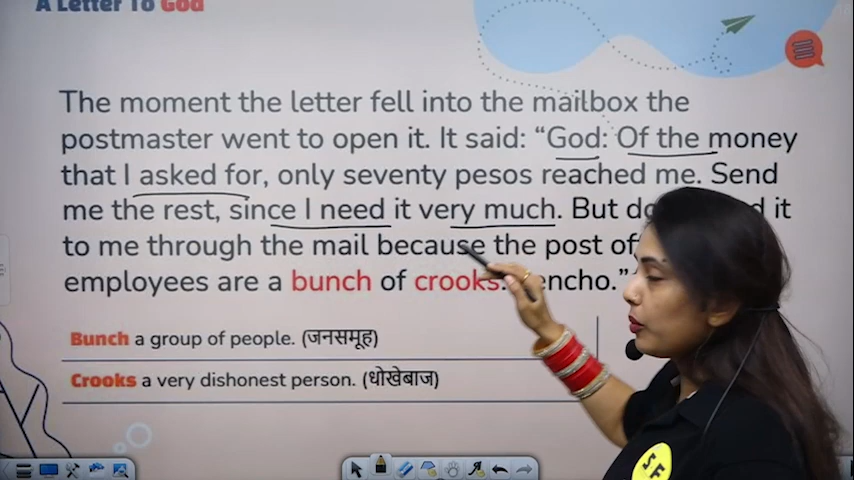 A Letter To God
The moment the letter fell into the mailbox the
postmaster went to open it. It said: “God: Of the money
that I asked for, only seventy pesos reached me. Send
me the rest, since I need it very much. But it
to me through the mail because the post
employees are a bunch of crooks. encho.”
Bunch a group of people. (जनसमूह)
Crooks a very dishonest person. (धोखेबाज)
SF